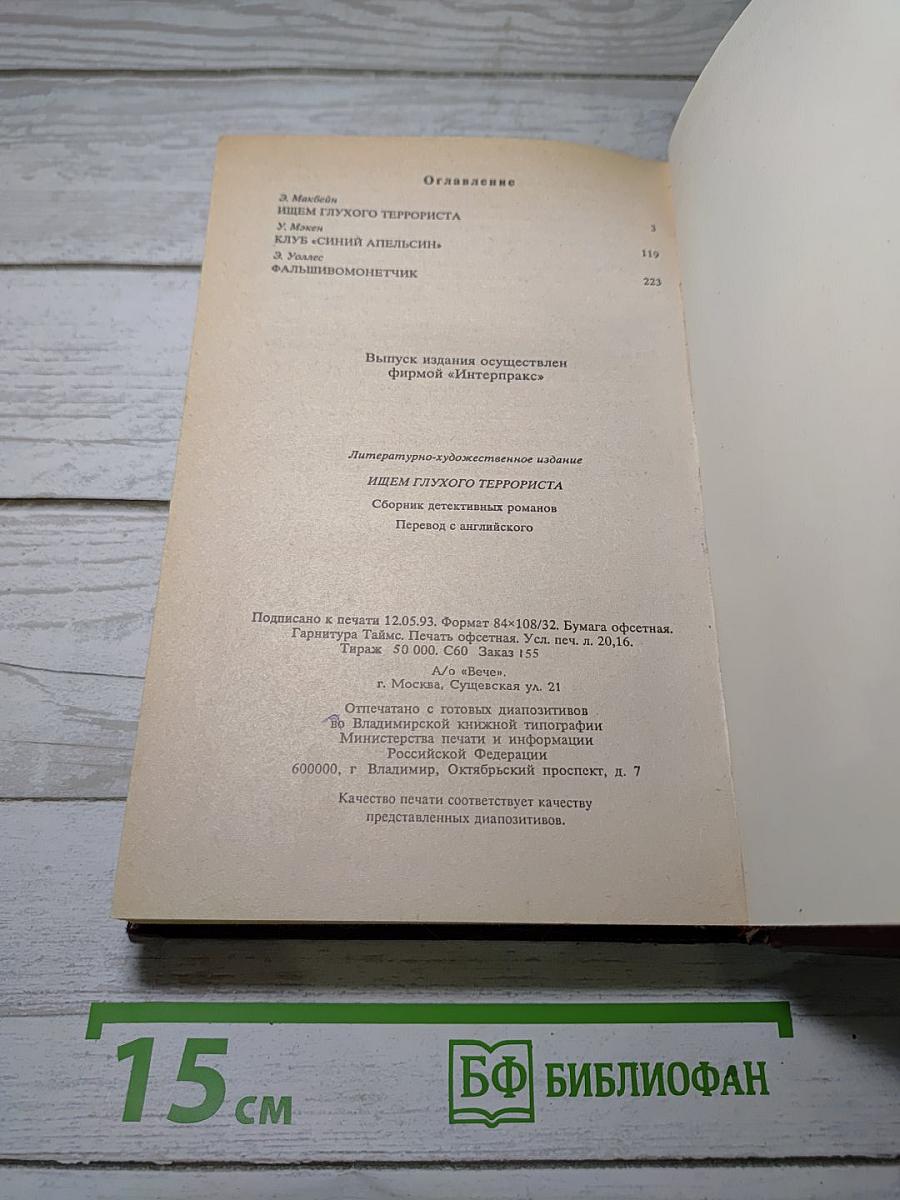 Оглавление
Э. Макбейн
ИЩЕМ ГЛУХОГО ТЕРРОРИСТА 3
У. Мэкен
КЛУБ «СИНИЙ АПЕЛЬСИН» 119
Э. Уоллес
ФАЛЬШИВОМОНЕТЧИК 223
Выпуск издания осуществлен
фирмой «Интерпракс»
Литературно-художественное издание
ИЩЕМ ГЛУХОГО ТЕРРОРИСТА
Сборник детективных романов
Перевод с английского
Подписано к печати 12.05.93. Формат 84×108/32. Бумага офсетная.
Гарнитура Таймс. Печать офсетная. Усл. печ. л. 20,16.
Тираж 50 000. С60 Заказ 155
А/о «Вече».
г. Москва, Сущевская ул. 21
Отпечатано с готовых диапозитивов
во Владимирской книжной типографии
Министерства печати и информации
Российской Федерации
600000, г Владимир, Октябрьский проспект, д. 7
Качество печати соответствует качеству
представленных диапозитивов.
15 см
БФ БИБЛИОФАН